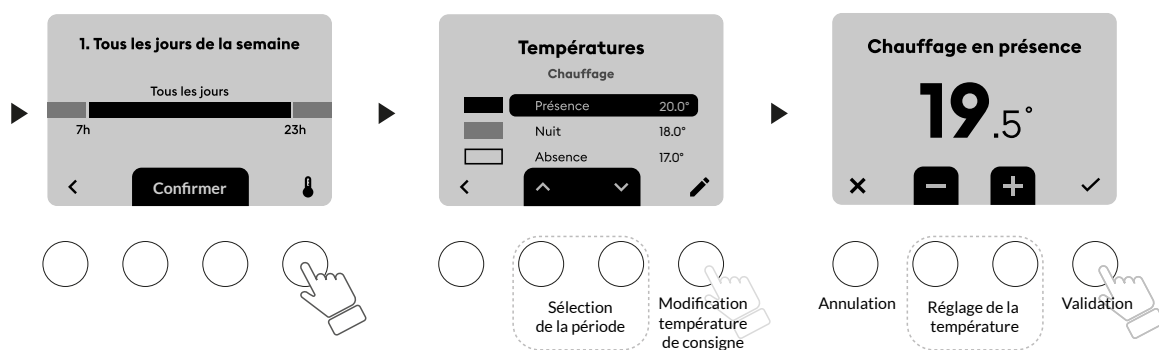 1. Tous les jours de la semaine
Tous les jours
7h
23h
Confirmer
Températures
Chauffage
Présence 20.0°
Nuit 18.0°
Absence 17.0°
Sélection
de la période
Modification
température
de consigne
Chauffage en présence
19.5°
Annulation
Réglage de la
température
Validation